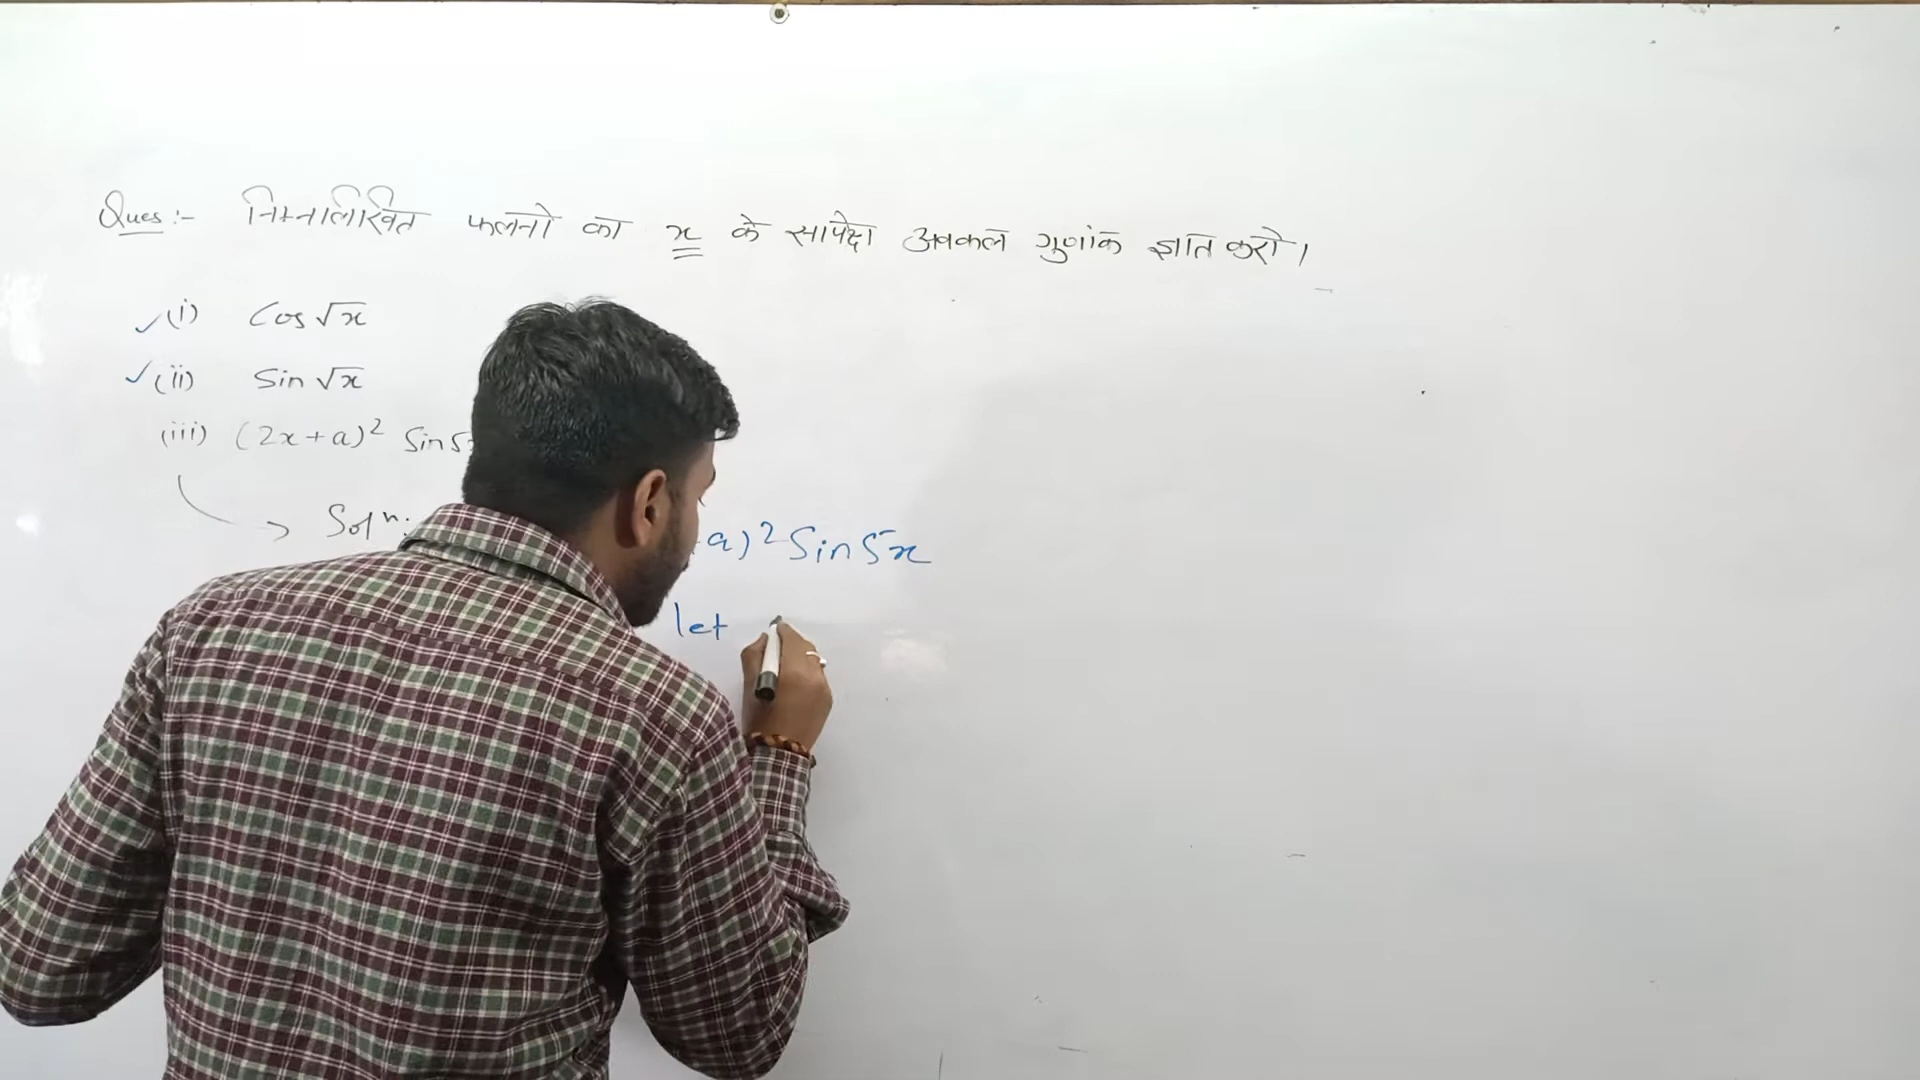 Ques :- निम्नलिखित फलनो का x के सापेक्ष अवकल गुणांक ज्ञात करो।
✓(i) Cos √x
✓(ii) Sin √x
(iii) (2x+a)² Sin5
Solⁿ: a)² Sin5x
let